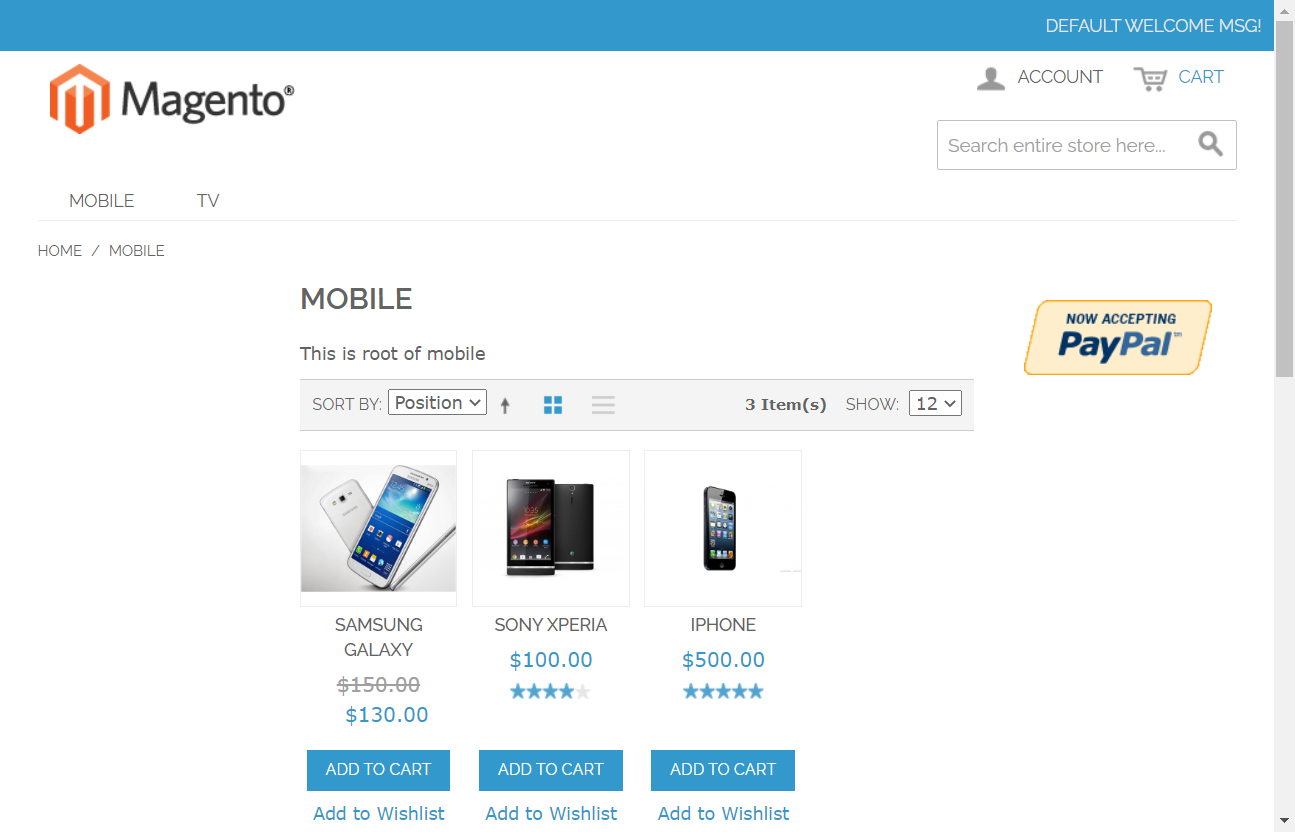 DEFAULT WELCOME MSG!
Magento®
ACCOUNT
CART
Search entire store here...
MOBILE
TV
HOME / MOBILE
MOBILE
NOW ACCEPTING
PayPal™
This is root of mobile
SORT BY: Position
3 Item(s)
SHOW: 12
SAMSUNG
GALAXY
$150.00
$130.00
ADD TO CART
Add to Wishlist
SONY XPERIA
$100.00
ADD TO CART
Add to Wishlist
IPHONE
$500.00
ADD TO CART
Add to Wishlist